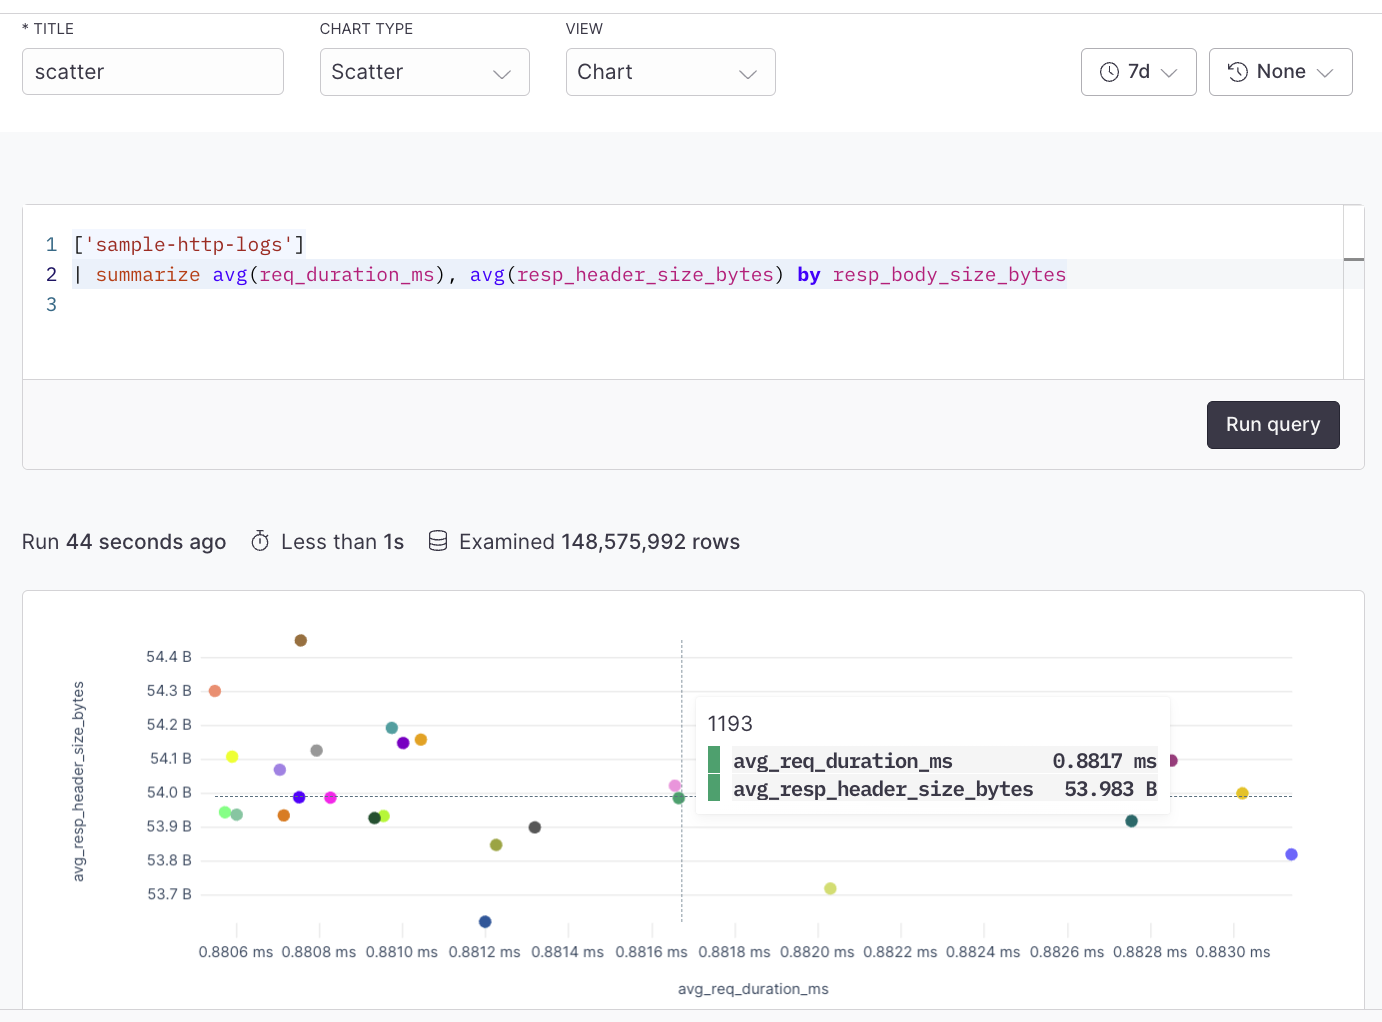 * TITLE
CHART TYPE
VIEW
scatter
Scatter
Chart
7d
None
1 ['sample-http-logs']
2 | summarize avg(req_duration_ms), avg(resp_header_size_bytes) by resp_body_size_bytes
3
Run query
Run 44 seconds ago
Less than 1s
Examined 148,575,992 rows
avg_resp_header_size_bytes
54.4 B
54.3 B
54.2 B
54.1 B
54.0 B
53.9 B
53.8 B
53.7 B
1193
avg_req_duration_ms 0.8817 ms
avg_resp_header_size_bytes 53.983 B
0.8806 ms 0.8808 ms 0.8810 ms 0.8812 ms 0.8814 ms 0.8816 ms 0.8818 ms 0.8820 ms 0.8822 ms 0.8824 ms 0.8826 ms 0.8828 ms 0.8830 ms
avg_req_duration_ms